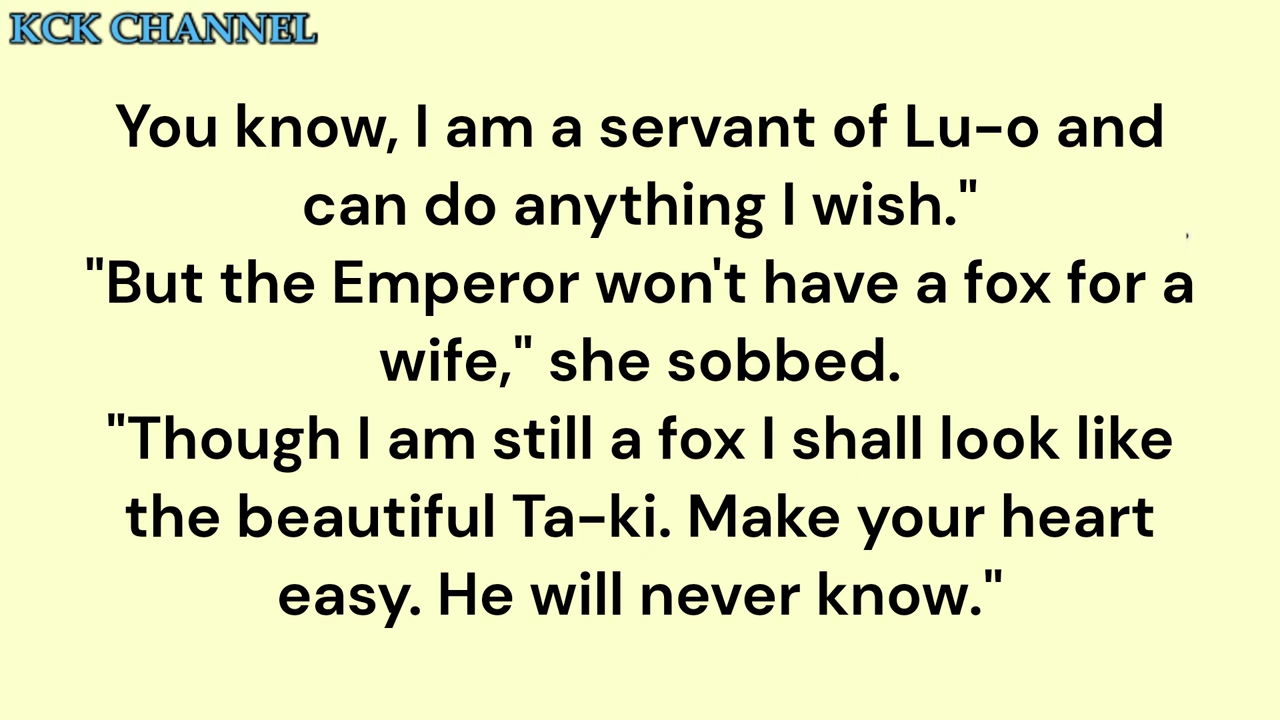 KCK CHANNEL
You know, I am a servant of Lu-o and
can do anything I wish."
"But the Emperor won't have a fox for a
wife," she sobbed.
"Though I am still a fox I shall look like
the beautiful Ta-ki. Make your heart
easy. He will never know."